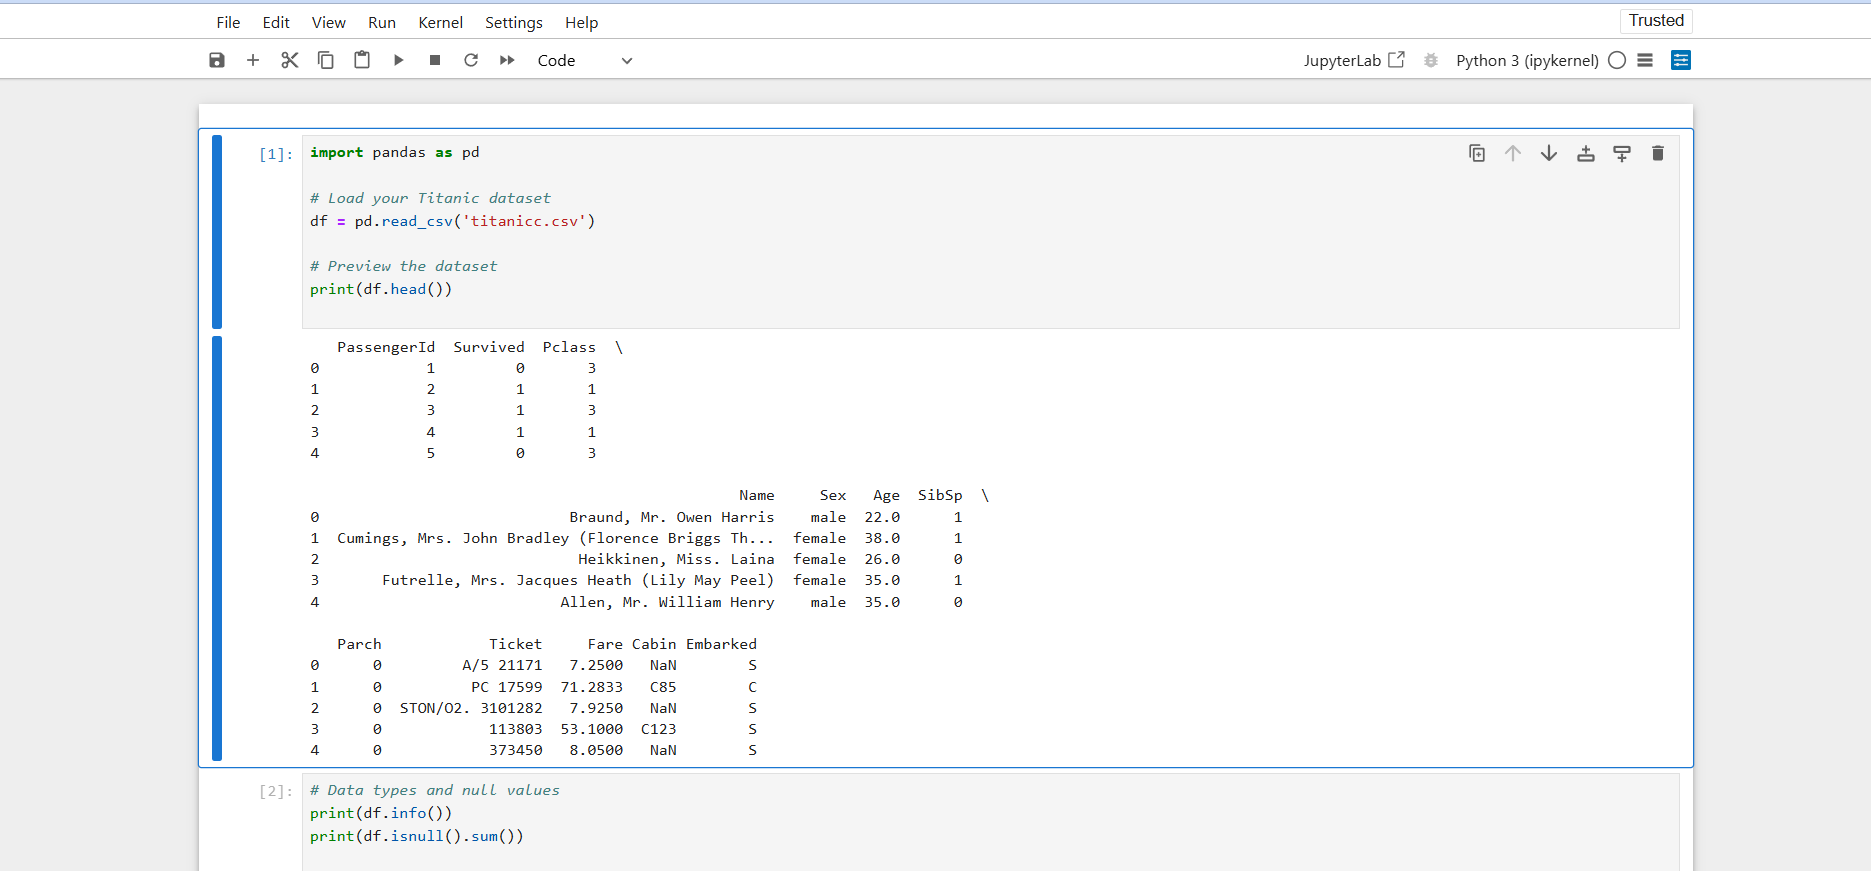 File Edit View Run Kernel Settings Help Trusted
Code JupyterLab Python 3 (ipykernel)
[1]: import pandas as pd
# Load your Titanic dataset
df = pd.read_csv('titanicc.csv')
# Preview the dataset
print(df.head())
   PassengerId  Survived  Pclass  \
0            1         0       3
1            2         1       1
2            3         1       3
3            4         1       1
4            5         0       3
                                                Name     Sex   Age  SibSp  \
0                            Braund, Mr. Owen Harris    male  22.0      1
1  Cumings, Mrs. John Bradley (Florence Briggs Th...  female  38.0      1
2                             Heikkinen, Miss. Laina  female  26.0      0
3       Futrelle, Mrs. Jacques Heath (Lily May Peel)  female  35.0      1
4                           Allen, Mr. William Henry    male  35.0      0
   Parch            Ticket     Fare Cabin Embarked
0      0         A/5 21171   7.2500   NaN        S
1      0          PC 17599  71.2833   C85        C
2      0  STON/O2. 3101282   7.9250   NaN        S
3      0            113803  53.1000  C123        S
4      0            373450   8.0500   NaN        S
[2]: # Data types and null values
print(df.info())
print(df.isnull().sum())